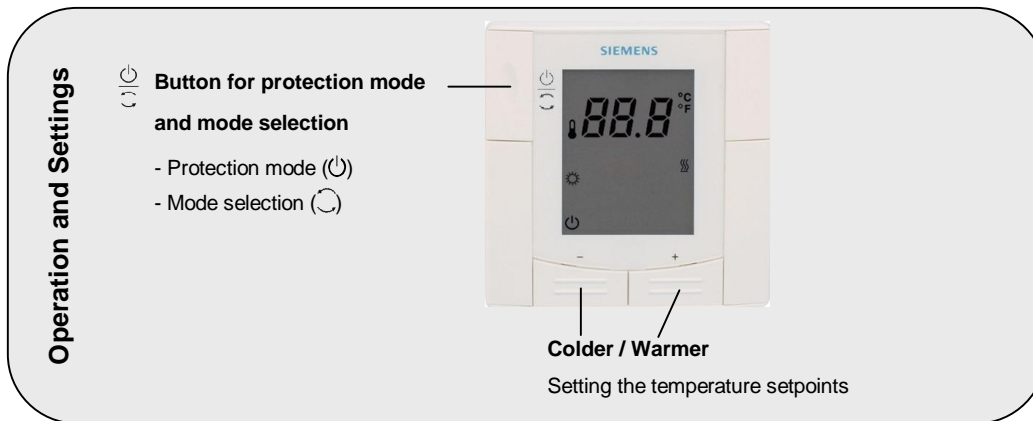 Operation and Settings
Button for protection mode
and mode selection
- Protection mode (⏻)
- Mode selection ( )
SIEMENS
88.8 °C
°F
− +
Colder / Warmer
Setting the temperature setpoints